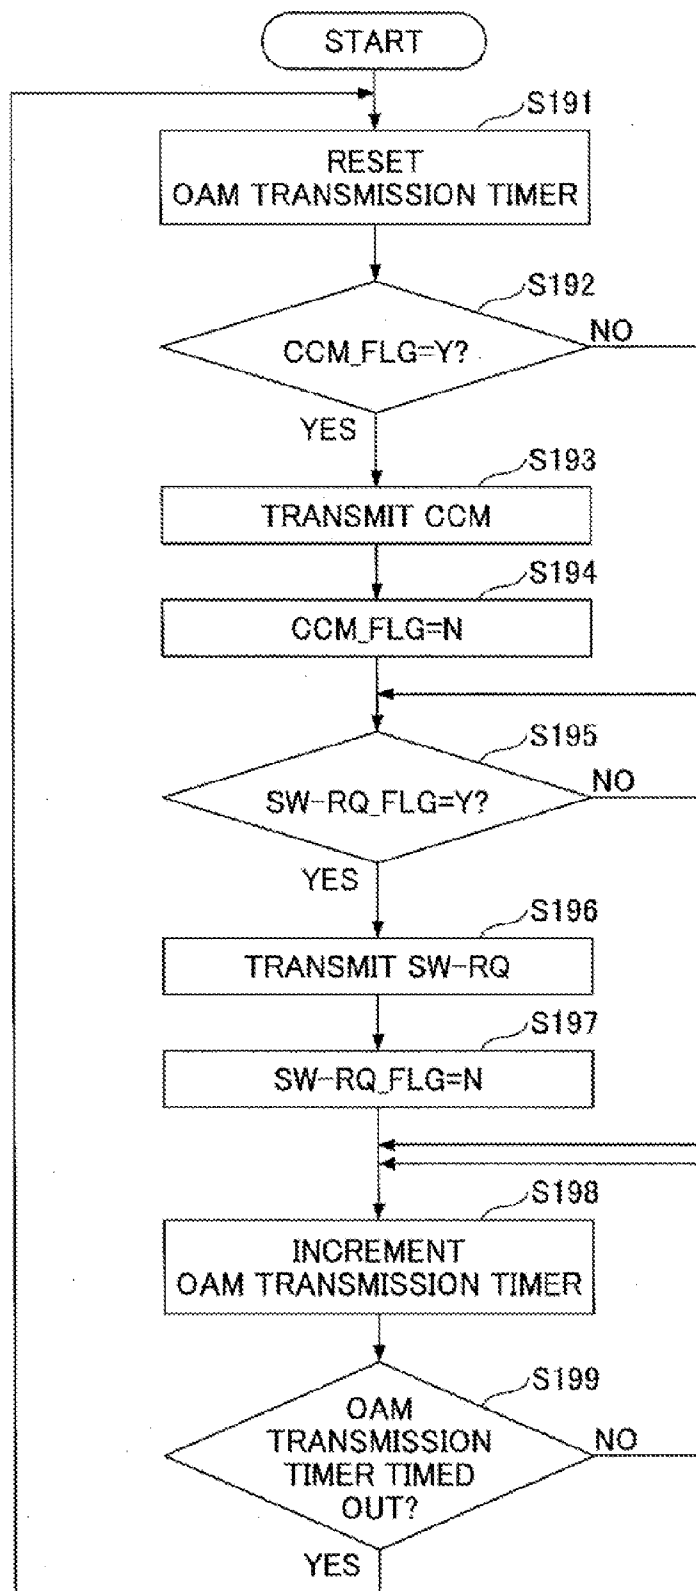 START
S191
RESET
OAM TRANSMISSION TIMER
S192
CCM_FLG=Y?
NO
YES
S193
TRANSMIT CCM
S194
CCM_FLG=N
S195
SW-RQ_FLG=Y?
NO
YES
S196
TRANSMIT SW-RQ
S197
SW-RQ_FLG=N
S198
INCREMENT
OAM TRANSMISSION TIMER
S199
OAM
TRANSMISSION
TIMER TIMED
OUT?
NO
YES